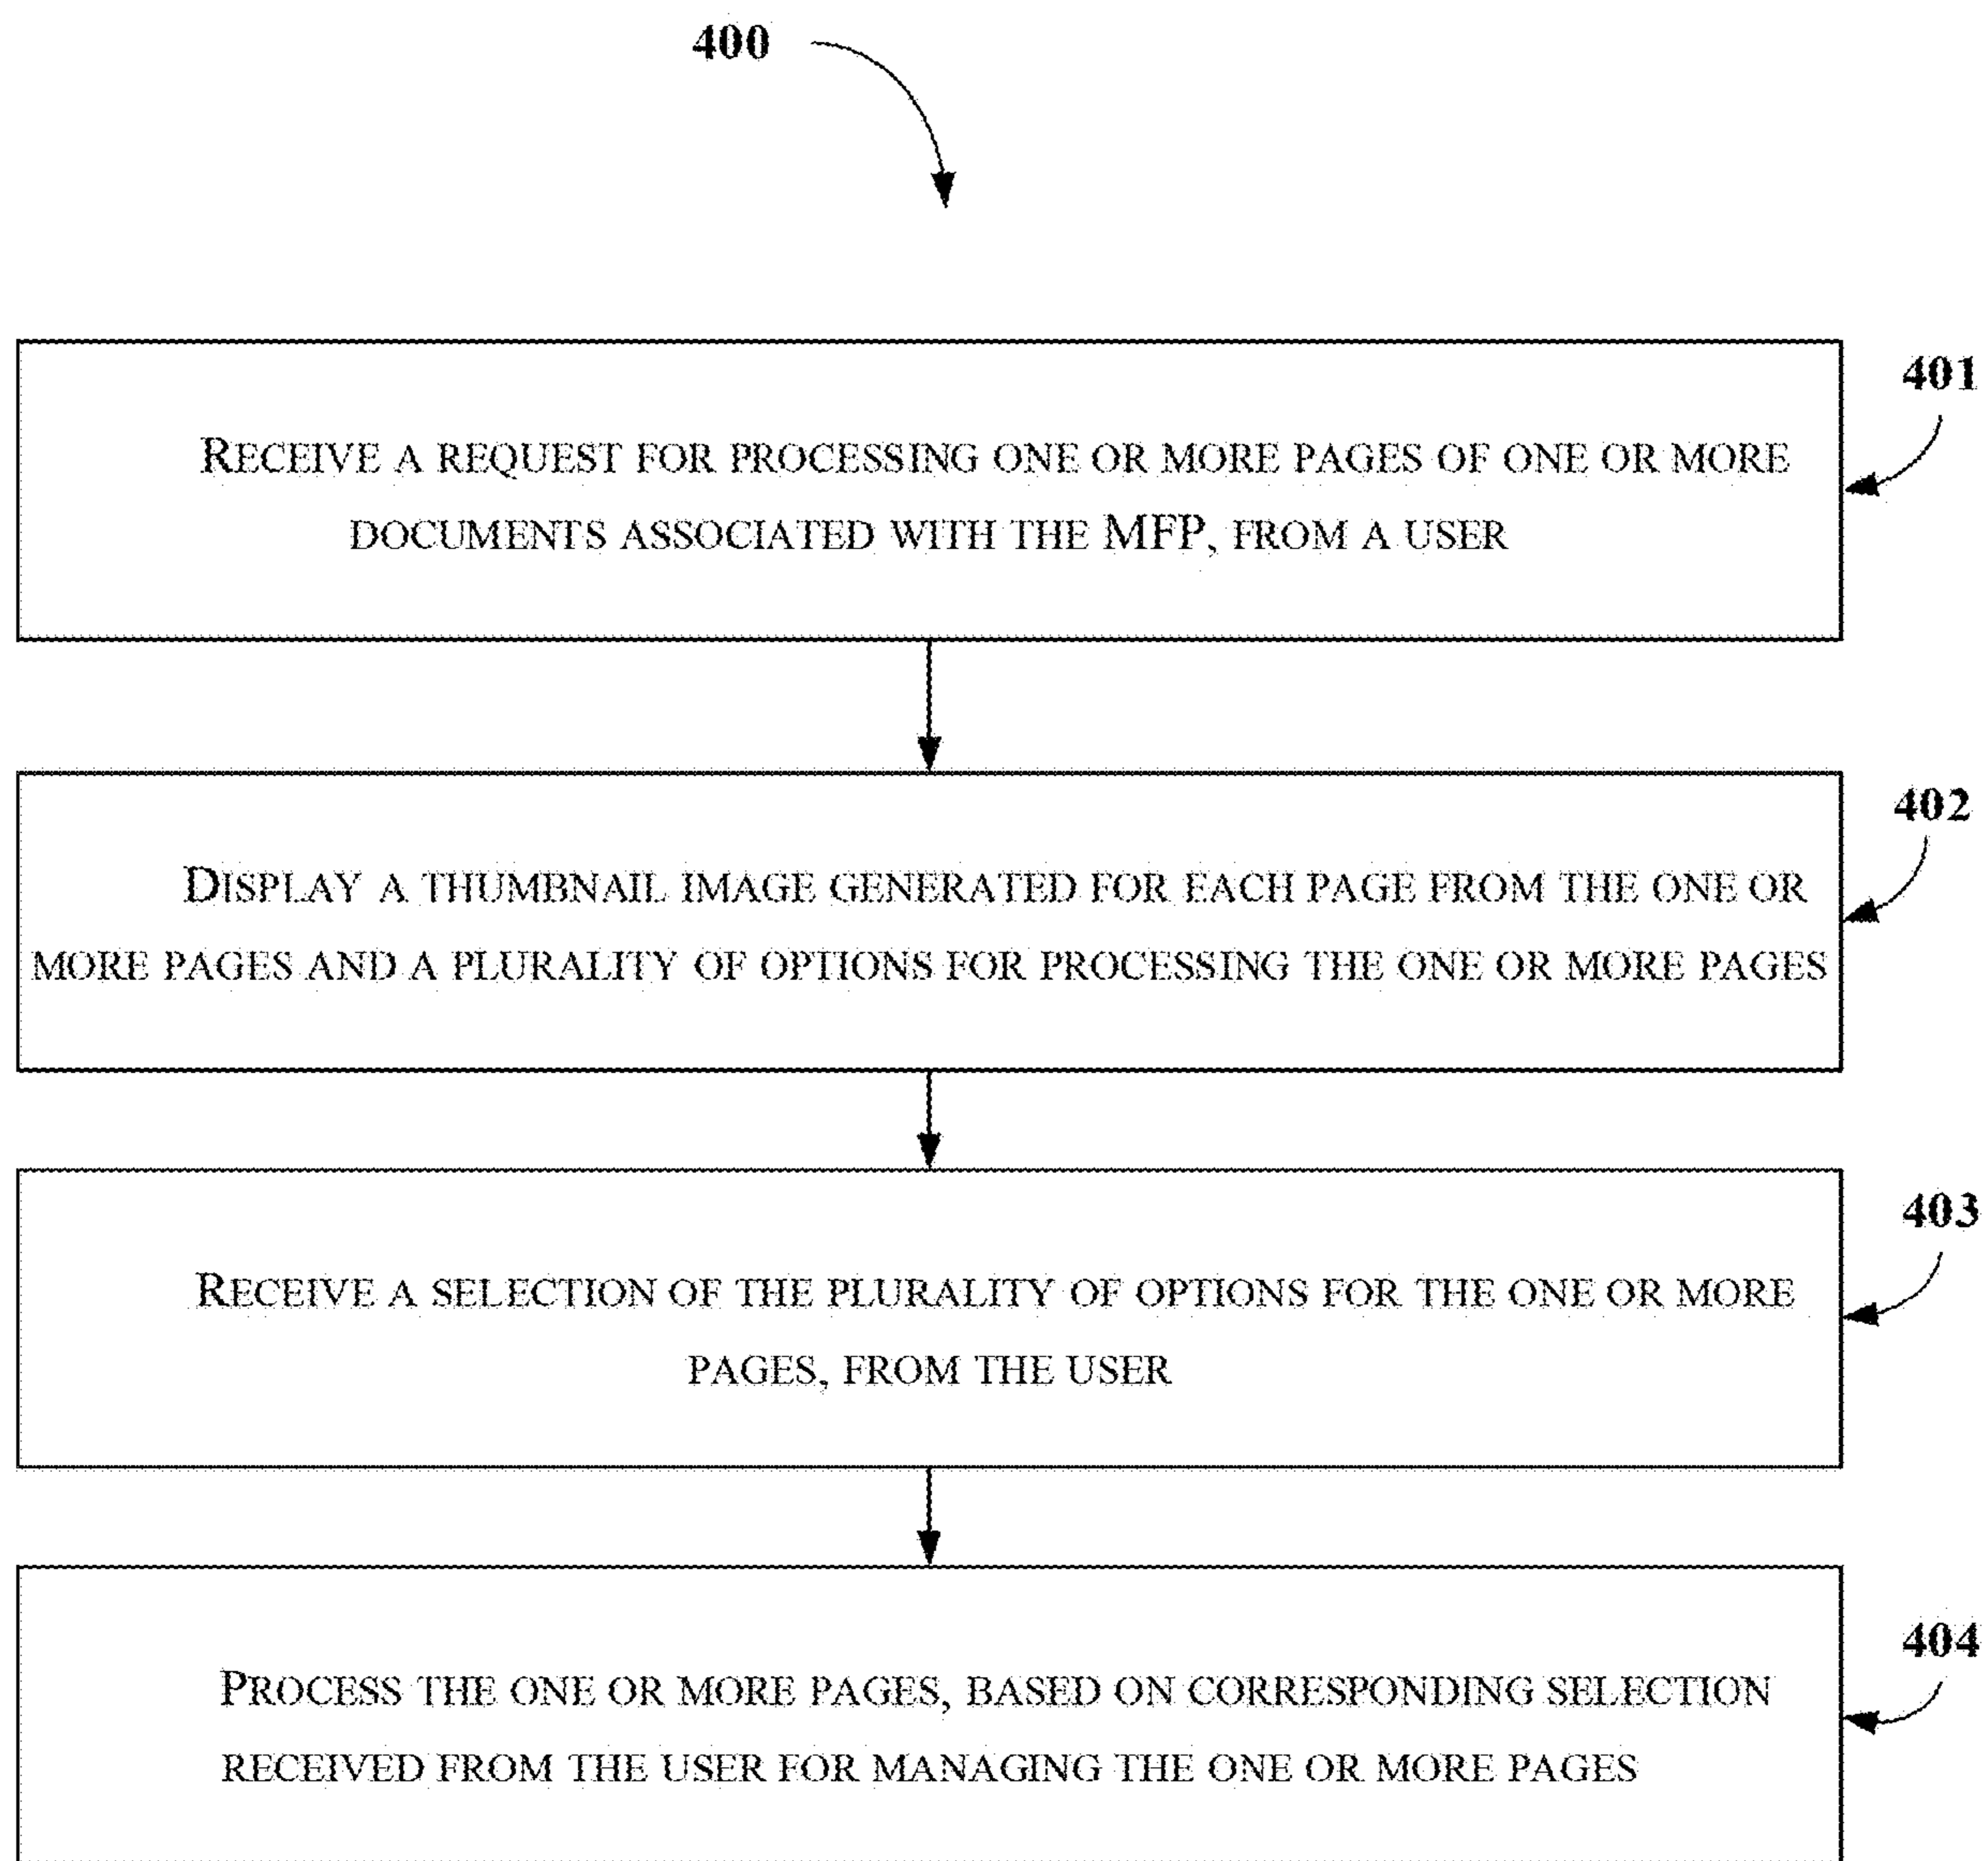 400
401
RECEIVE A REQUEST FOR PROCESSING ONE OR MORE PAGES OF ONE OR MORE
DOCUMENTS ASSOCIATED WITH THE MFP, FROM A USER
402
DISPLAY A THUMBNAIL IMAGE GENERATED FOR EACH PAGE FROM THE ONE OR
MORE PAGES AND A PLURALITY OF OPTIONS FOR PROCESSING THE ONE OR MORE PAGES
403
RECEIVE A SELECTION OF THE PLURALITY OF OPTIONS FOR THE ONE OR MORE
PAGES, FROM THE USER
404
PROCESS THE ONE OR MORE PAGES, BASED ON CORRESPONDING SELECTION
RECEIVED FROM THE USER FOR MANAGING THE ONE OR MORE PAGES